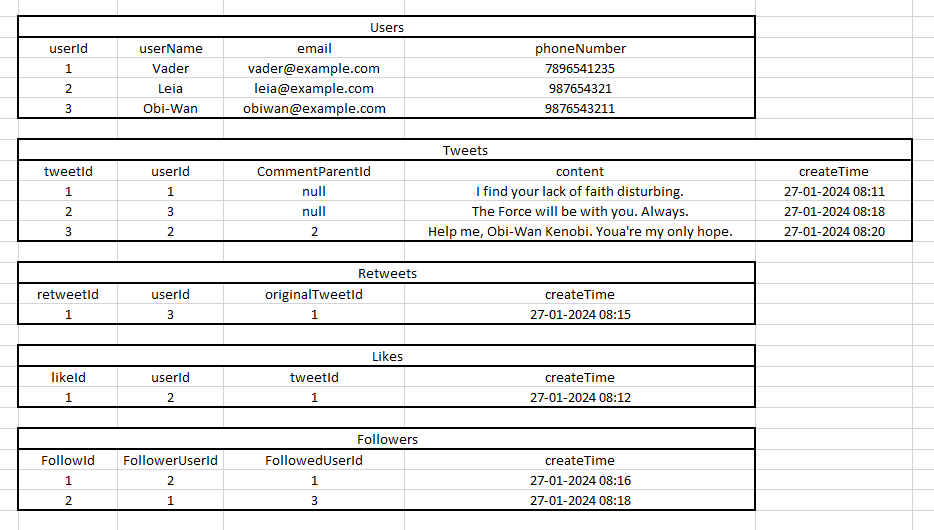 Users
userId userName email phoneNumber
1 Vader vader@example.com 7896541235
2 Leia leia@example.com 987654321
3 Obi-Wan obiwan@example.com 9876543211
Tweets
tweetId userId CommentParentId content createTime
1 1 null I find your lack of faith disturbing. 27-01-2024 08:11
2 3 null The Force will be with you. Always. 27-01-2024 08:18
3 2 2 Help me, Obi-Wan Kenobi. Youa're my only hope. 27-01-2024 08:20
Retweets
retweetId userId originalTweetId createTime
1 3 1 27-01-2024 08:15
Likes
likeId userId tweetId createTime
1 2 1 27-01-2024 08:12
Followers
FollowId FollowerUserId FollowedUserId createTime
1 2 1 27-01-2024 08:16
2 1 3 27-01-2024 08:18